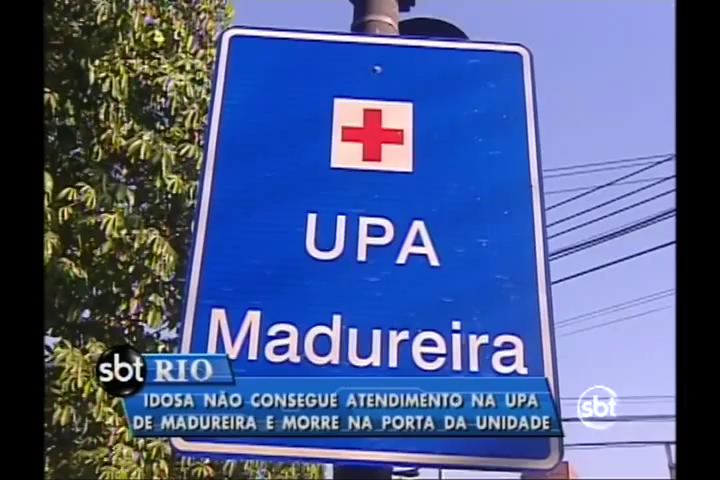 UPA
Madureira
sbt RIO
IDOSA NÃO CONSEGUE ATENDIMENTO NA UPA
DE MADUREIRA E MORRE NA PORTA DA UNIDADE
sbt